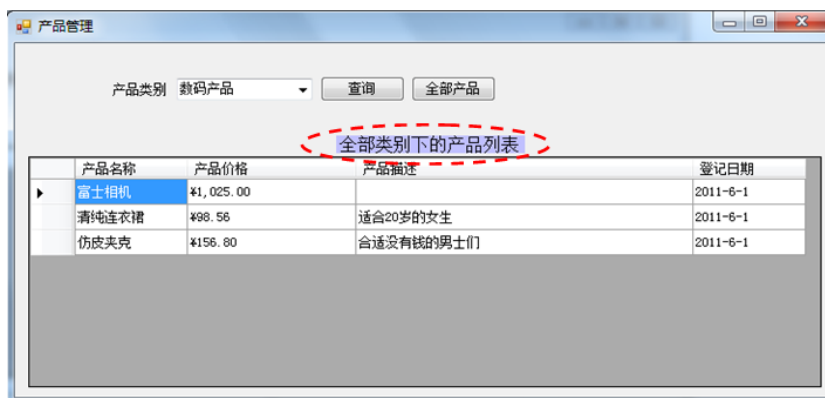 产品管理
产品类别 数码产品 查询 全部产品
全部类别下的产品列表
产品名称 产品价格 产品描述 登记日期
富士相机 ¥1,025.00 2011-6-1
清纯连衣裙 ¥98.56 适合20岁的女生 2011-6-1
仿皮夹克 ¥156.80 合适没有钱的男士们 2011-6-1